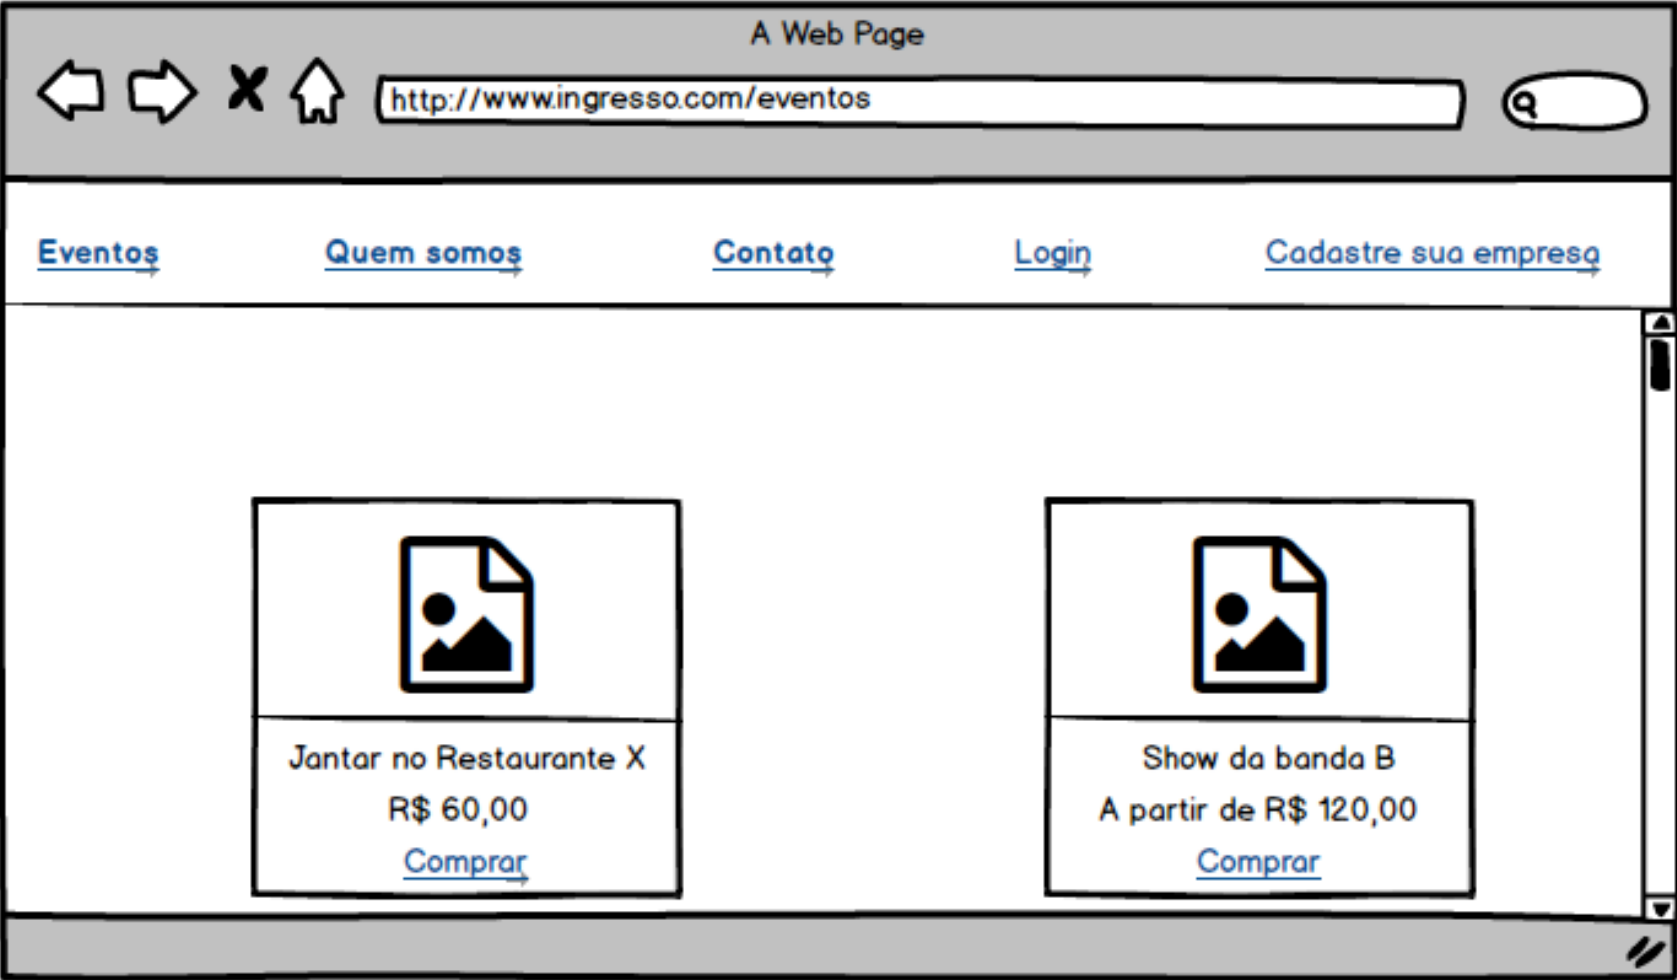 A Web Page
http://www.ingresso.com/eventos
Eventos Quem somos Contato Login Cadastre sua empresa
Jantar no Restaurante X
R$ 60,00
Comprar
Show da banda B
A partir de R$ 120,00
Comprar